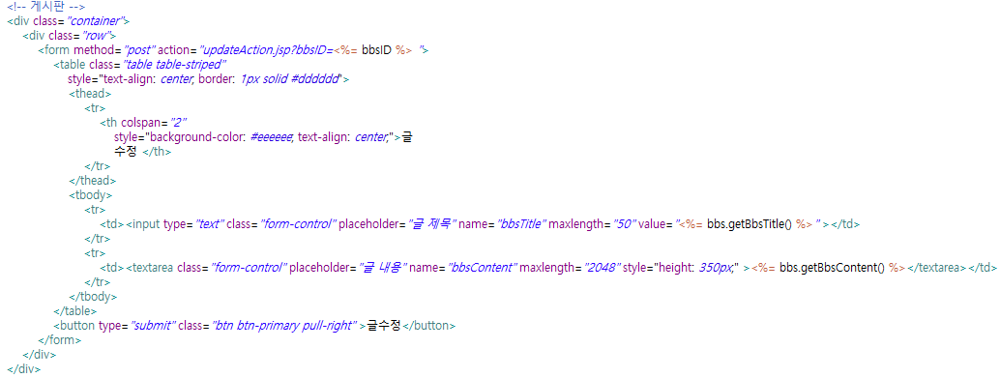 <!-- 게시판 -->
<div class="container">
<div class="row">
<form method="post" action="updateAction.jsp?bbsID=<%= bbsID %> ">
<table class="table table-striped"
style="text-align: center; border: 1px solid #dddddd">
<thead>
<tr>
<th colspan="2"
style="background-color: #eeeeee; text-align: center;">글
수정 </th>
</tr>
</thead>
<tbody>
<tr>
<td><input type="text" class="form-control" placeholder="글 제목" name="bbsTitle" maxlength="50" value="<%= bbs.getBbsTitle() %> " ></td>
</tr>
<tr>
<td><textarea class="form-control" placeholder="글 내용" name="bbsContent" maxlength="2048" style="height: 350px;" ><%= bbs.getBbsContent() %></textarea></td>
</tr>
</tbody>
</table>
<button type="submit" class="btn btn-primary pull-right" >글수정</button>
</form>
</div>
</div>